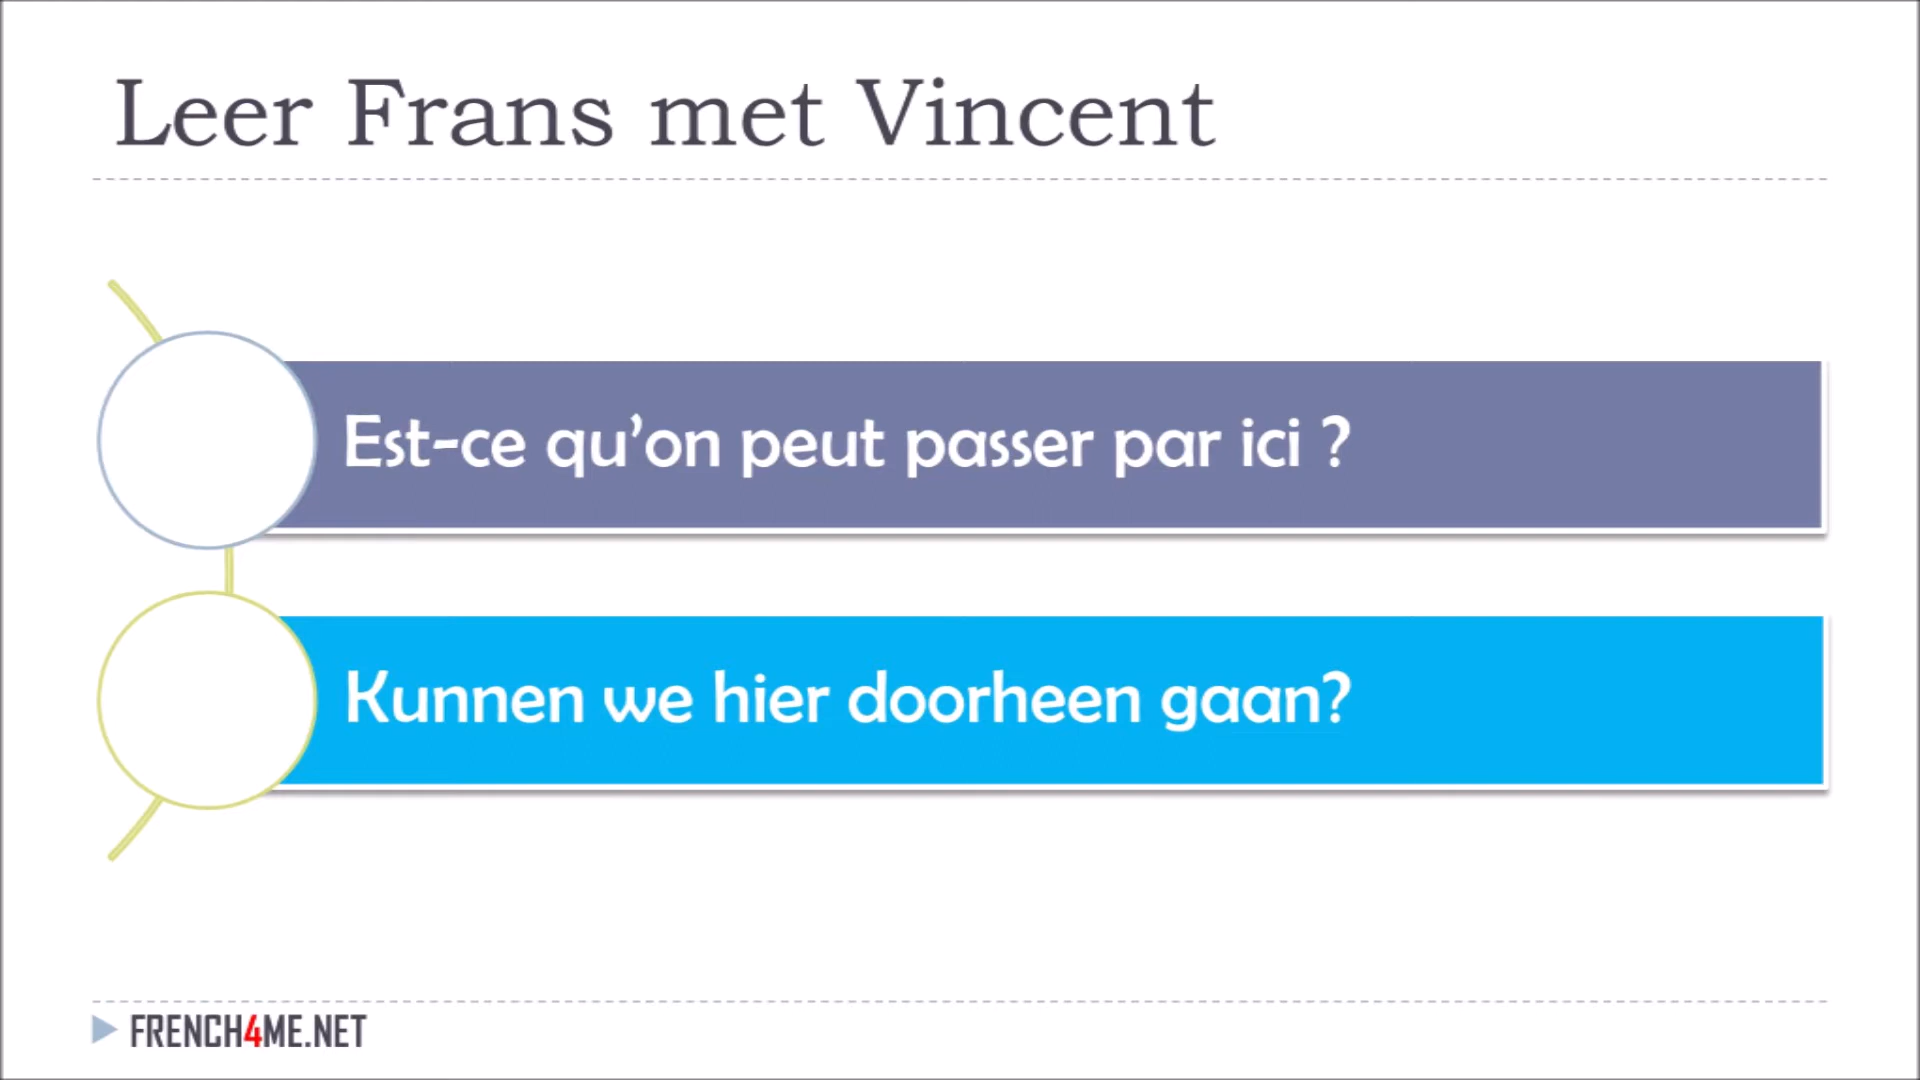 Leer Frans met Vincent
Est-ce qu’on peut passer par ici ?
Kunnen we hier doorheen gaan?
FRENCH4ME.NET